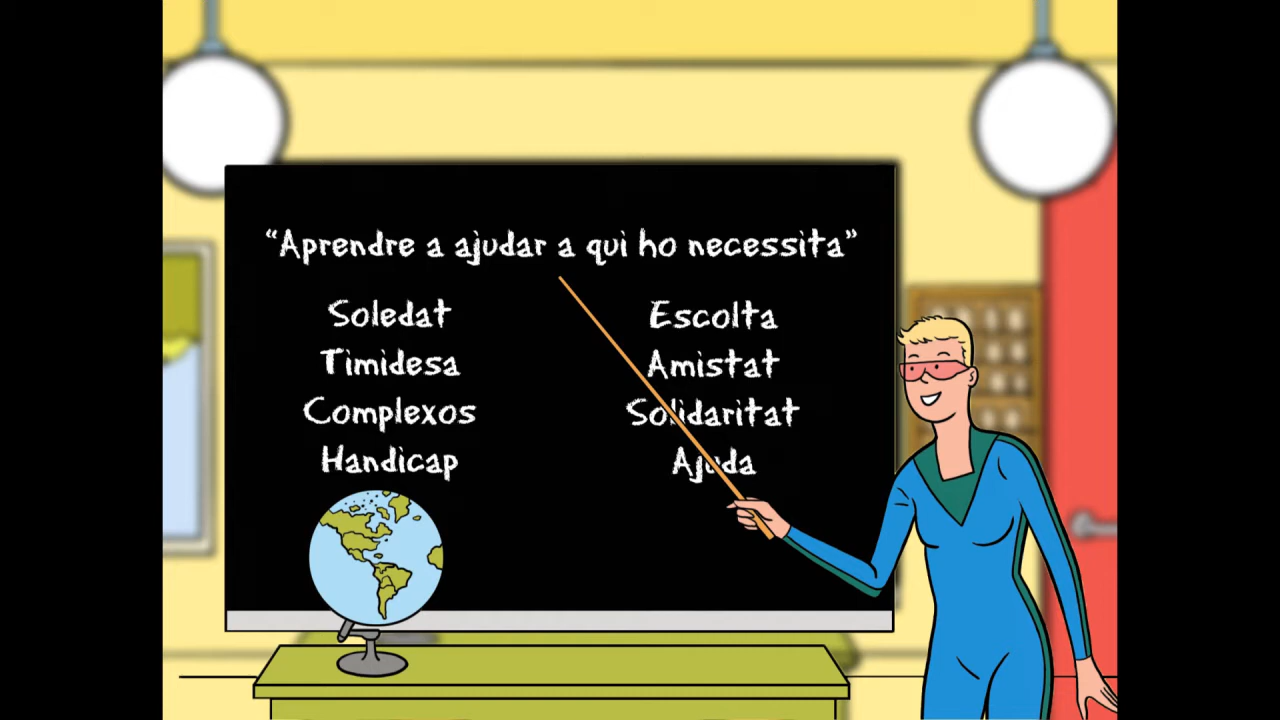 “Aprendre a ajudar a qui ho necessita”
Soledat
Timidesa
Complexos
Handicap
Escolta
Amistat
Solidaritat
Ajuda